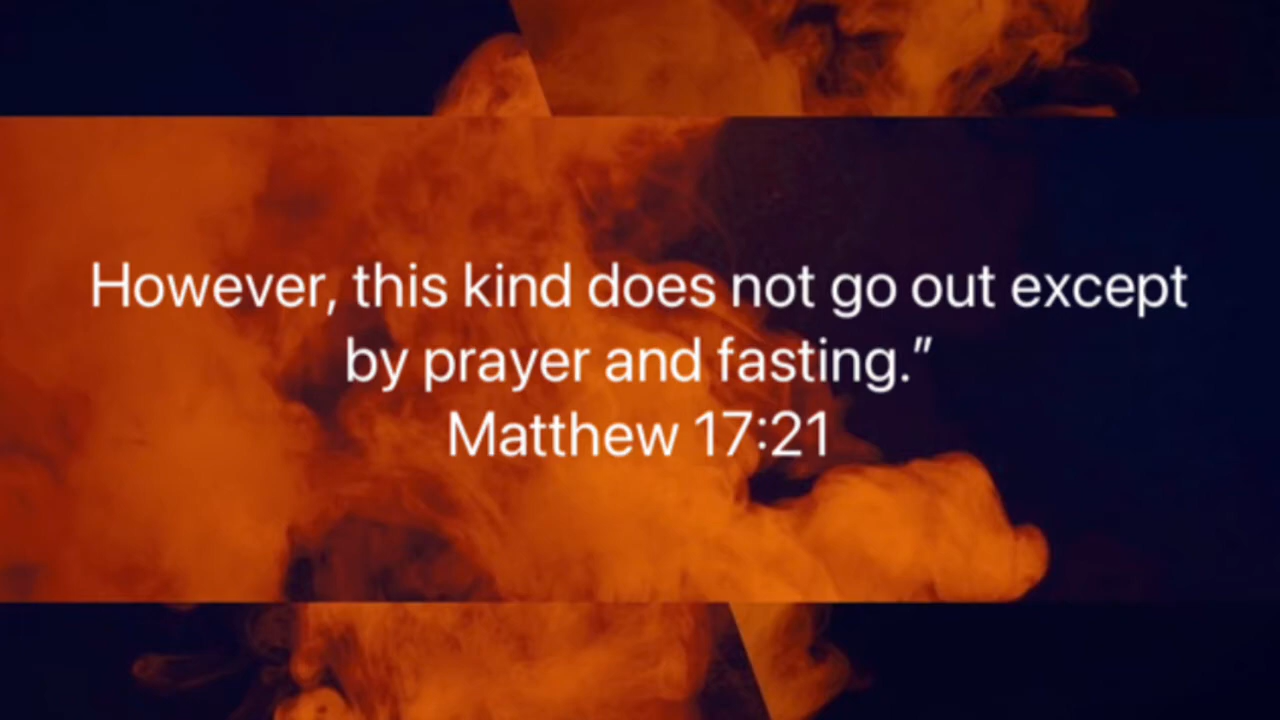 However, this kind does not go out except
by prayer and fasting.”
Matthew 17:21